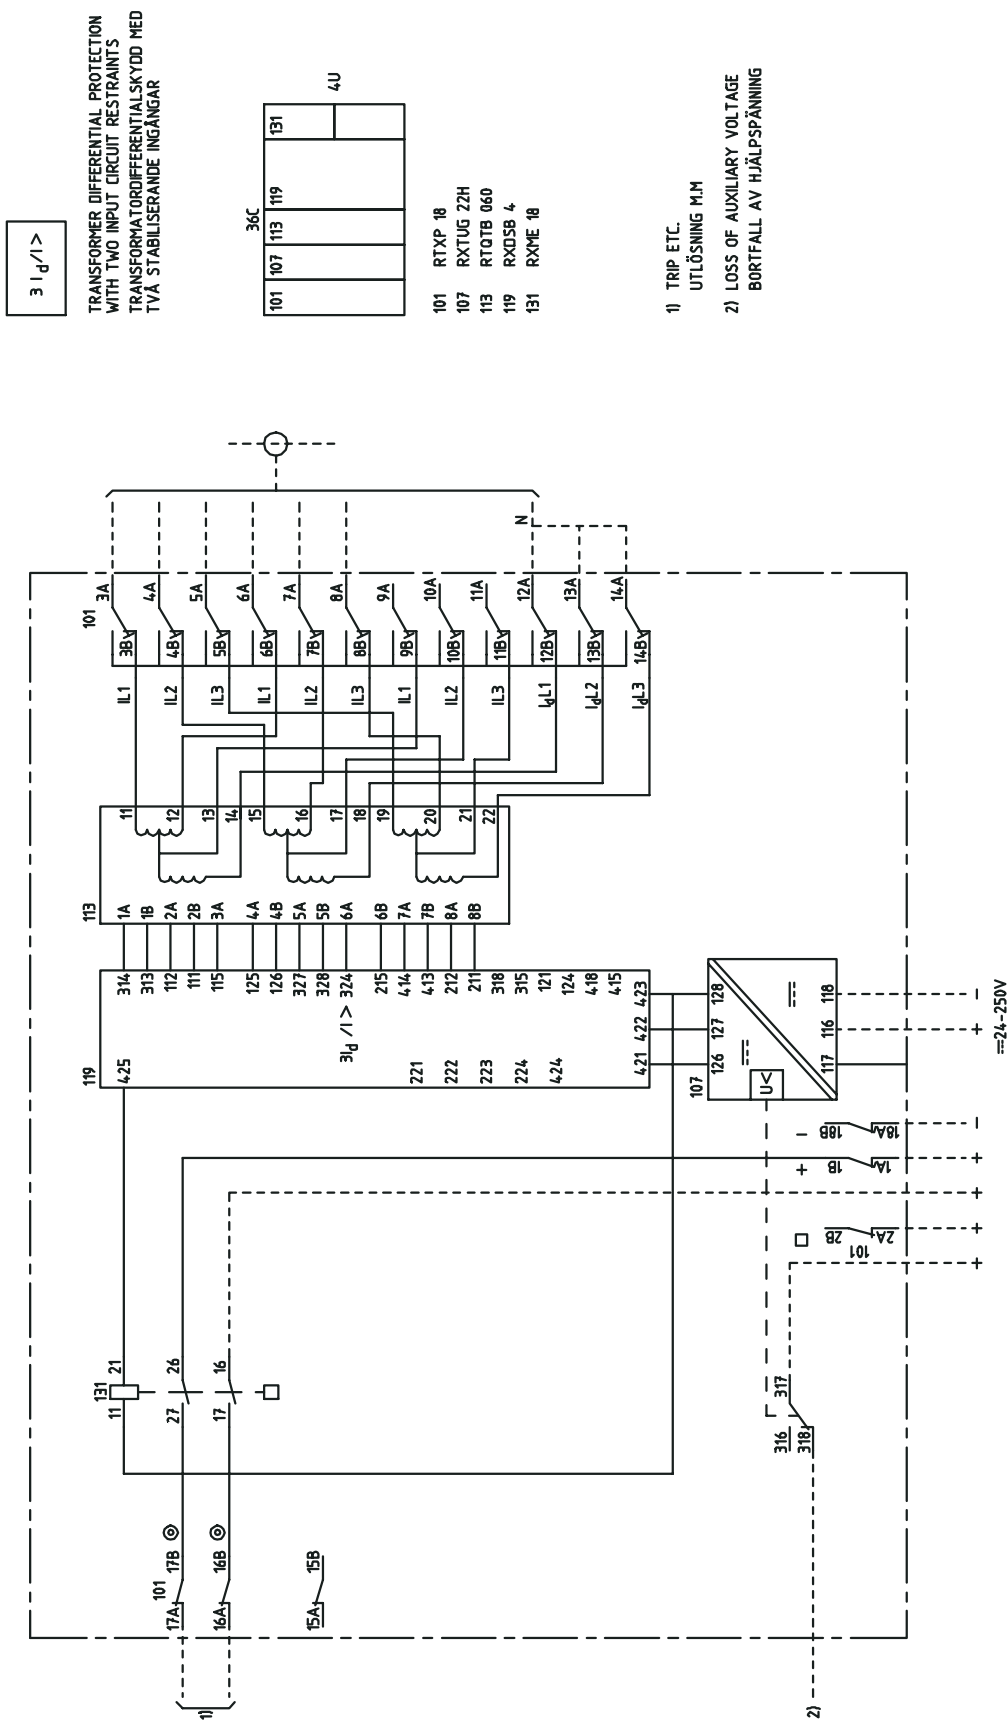 3 Id/I>
TRANSFORMER DIFFERENTIAL PROTECTION
WITH TWO INPUT CIRCUIT RESTRAINTS
TRANSFORMATORDIFFERENTIALSKYDD MED
TVÅ STABILISERANDE INGÅNGAR
36C
101 107 113 119 131
4U
101 RTXP 18
107 RXTUG 22H
113 RTQTB 060
119 RXDSB 4
131 RXME 18
1) TRIP ETC.
UTLÖSNING M.M
2) LOSS OF AUXILIARY VOLTAGE
BORTFALL AV HJÄLPSPÄNNING
N
101
3A 4A 5A 6A 7A 8A 9A 10A 11A 12A 13A 14A
3B 4B 5B 6B 7B 8B 9B 10B 11B 12B 13B 14B
IL1 IL2 IL3 IL1 IL2 IL3 IL1 IL2 IL3 IdL1 IdL2 IdL3
11 12 13 14 15 16 17 18 19 20 21 22
113
1A 1B 2A 2B 3A 4A 4B 5A 5B 6A 6B 7A 7B 8A 8B
314 313 112 111 115 125 126 327 328 324 215 414 413 212 211 318 315 121 124 418 415 423
3Id/I>
422
119
425 221 222 223 224 424 421
107
128 127 126
U<
118 116 117
- +
=24-250V
- +
18B 18A
1B 1A
- + +
2B 2A
101
+ +
131
21 11
26 27
16 17
317 316 318
101
17B 17A
16B 16A
15B 15A
1)
2)